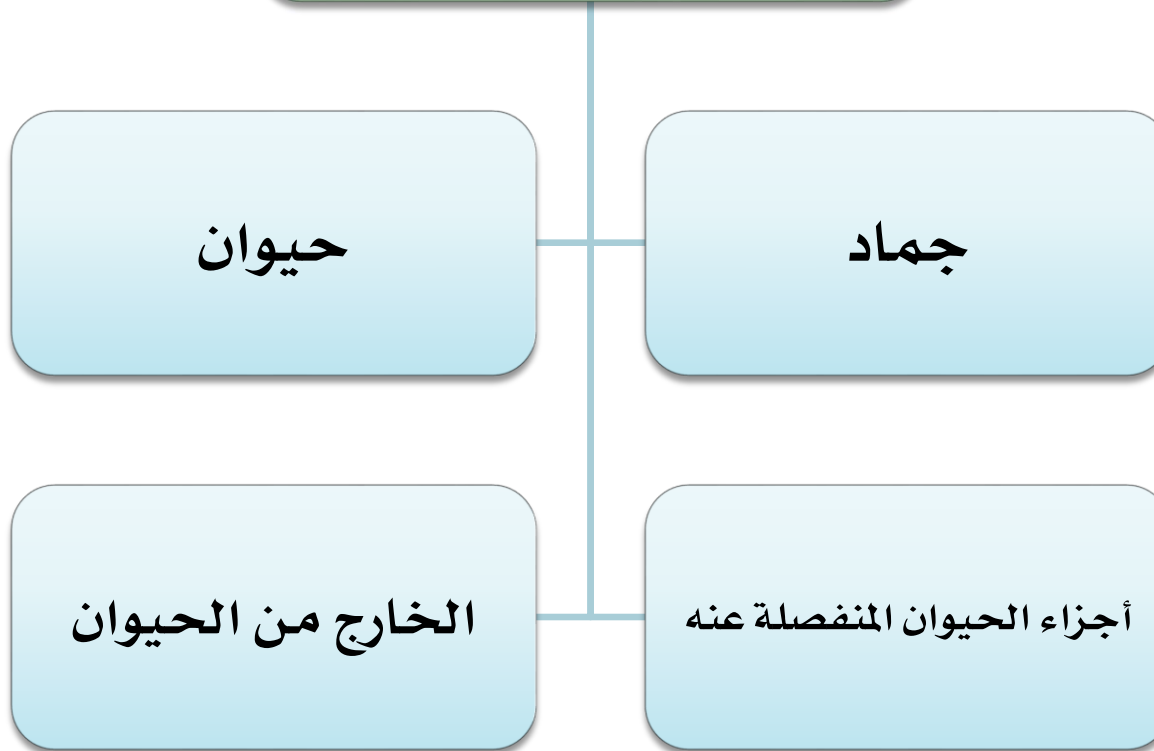 جماد
حيوان
أجزاء الحيوان المنفصلة عنه
الخارج من الحيوان